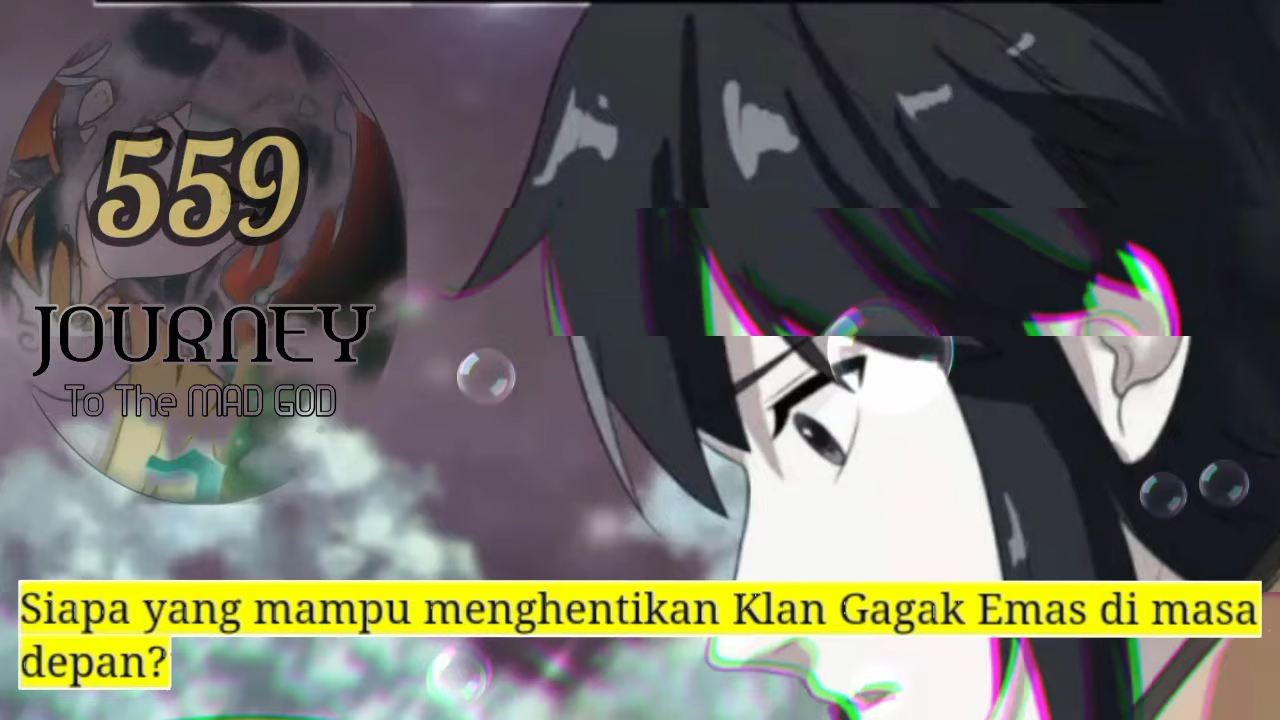 559
JOURNEY
To The MAD GOD
Siapa yang mampu menghentikan Klan Gagak Emas di masa
depan?